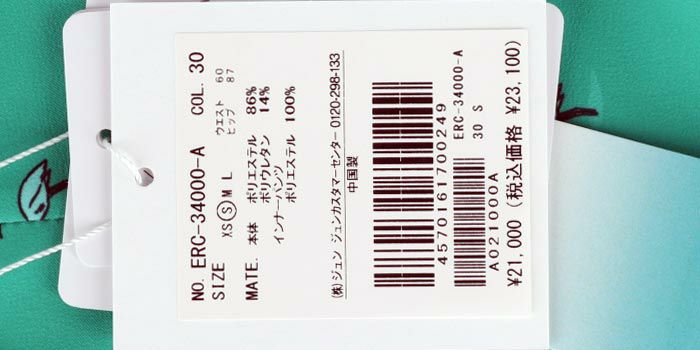 NO. ERC-34000-A COL. 30
SIZE
XS Ⓢ M L ウエスト 60
ヒップ 87
MATE. 本体 ポリエステル 86%
ポリウレタン 14%
インナーパンツ
ポリエステル 100%
(株)ジュン ジュンカスタマーセンター 0120-298-133
中国製
4570161700249
ERC-34000-A
30 S
A021000A
¥21,000 (税込価格 ¥23,100)